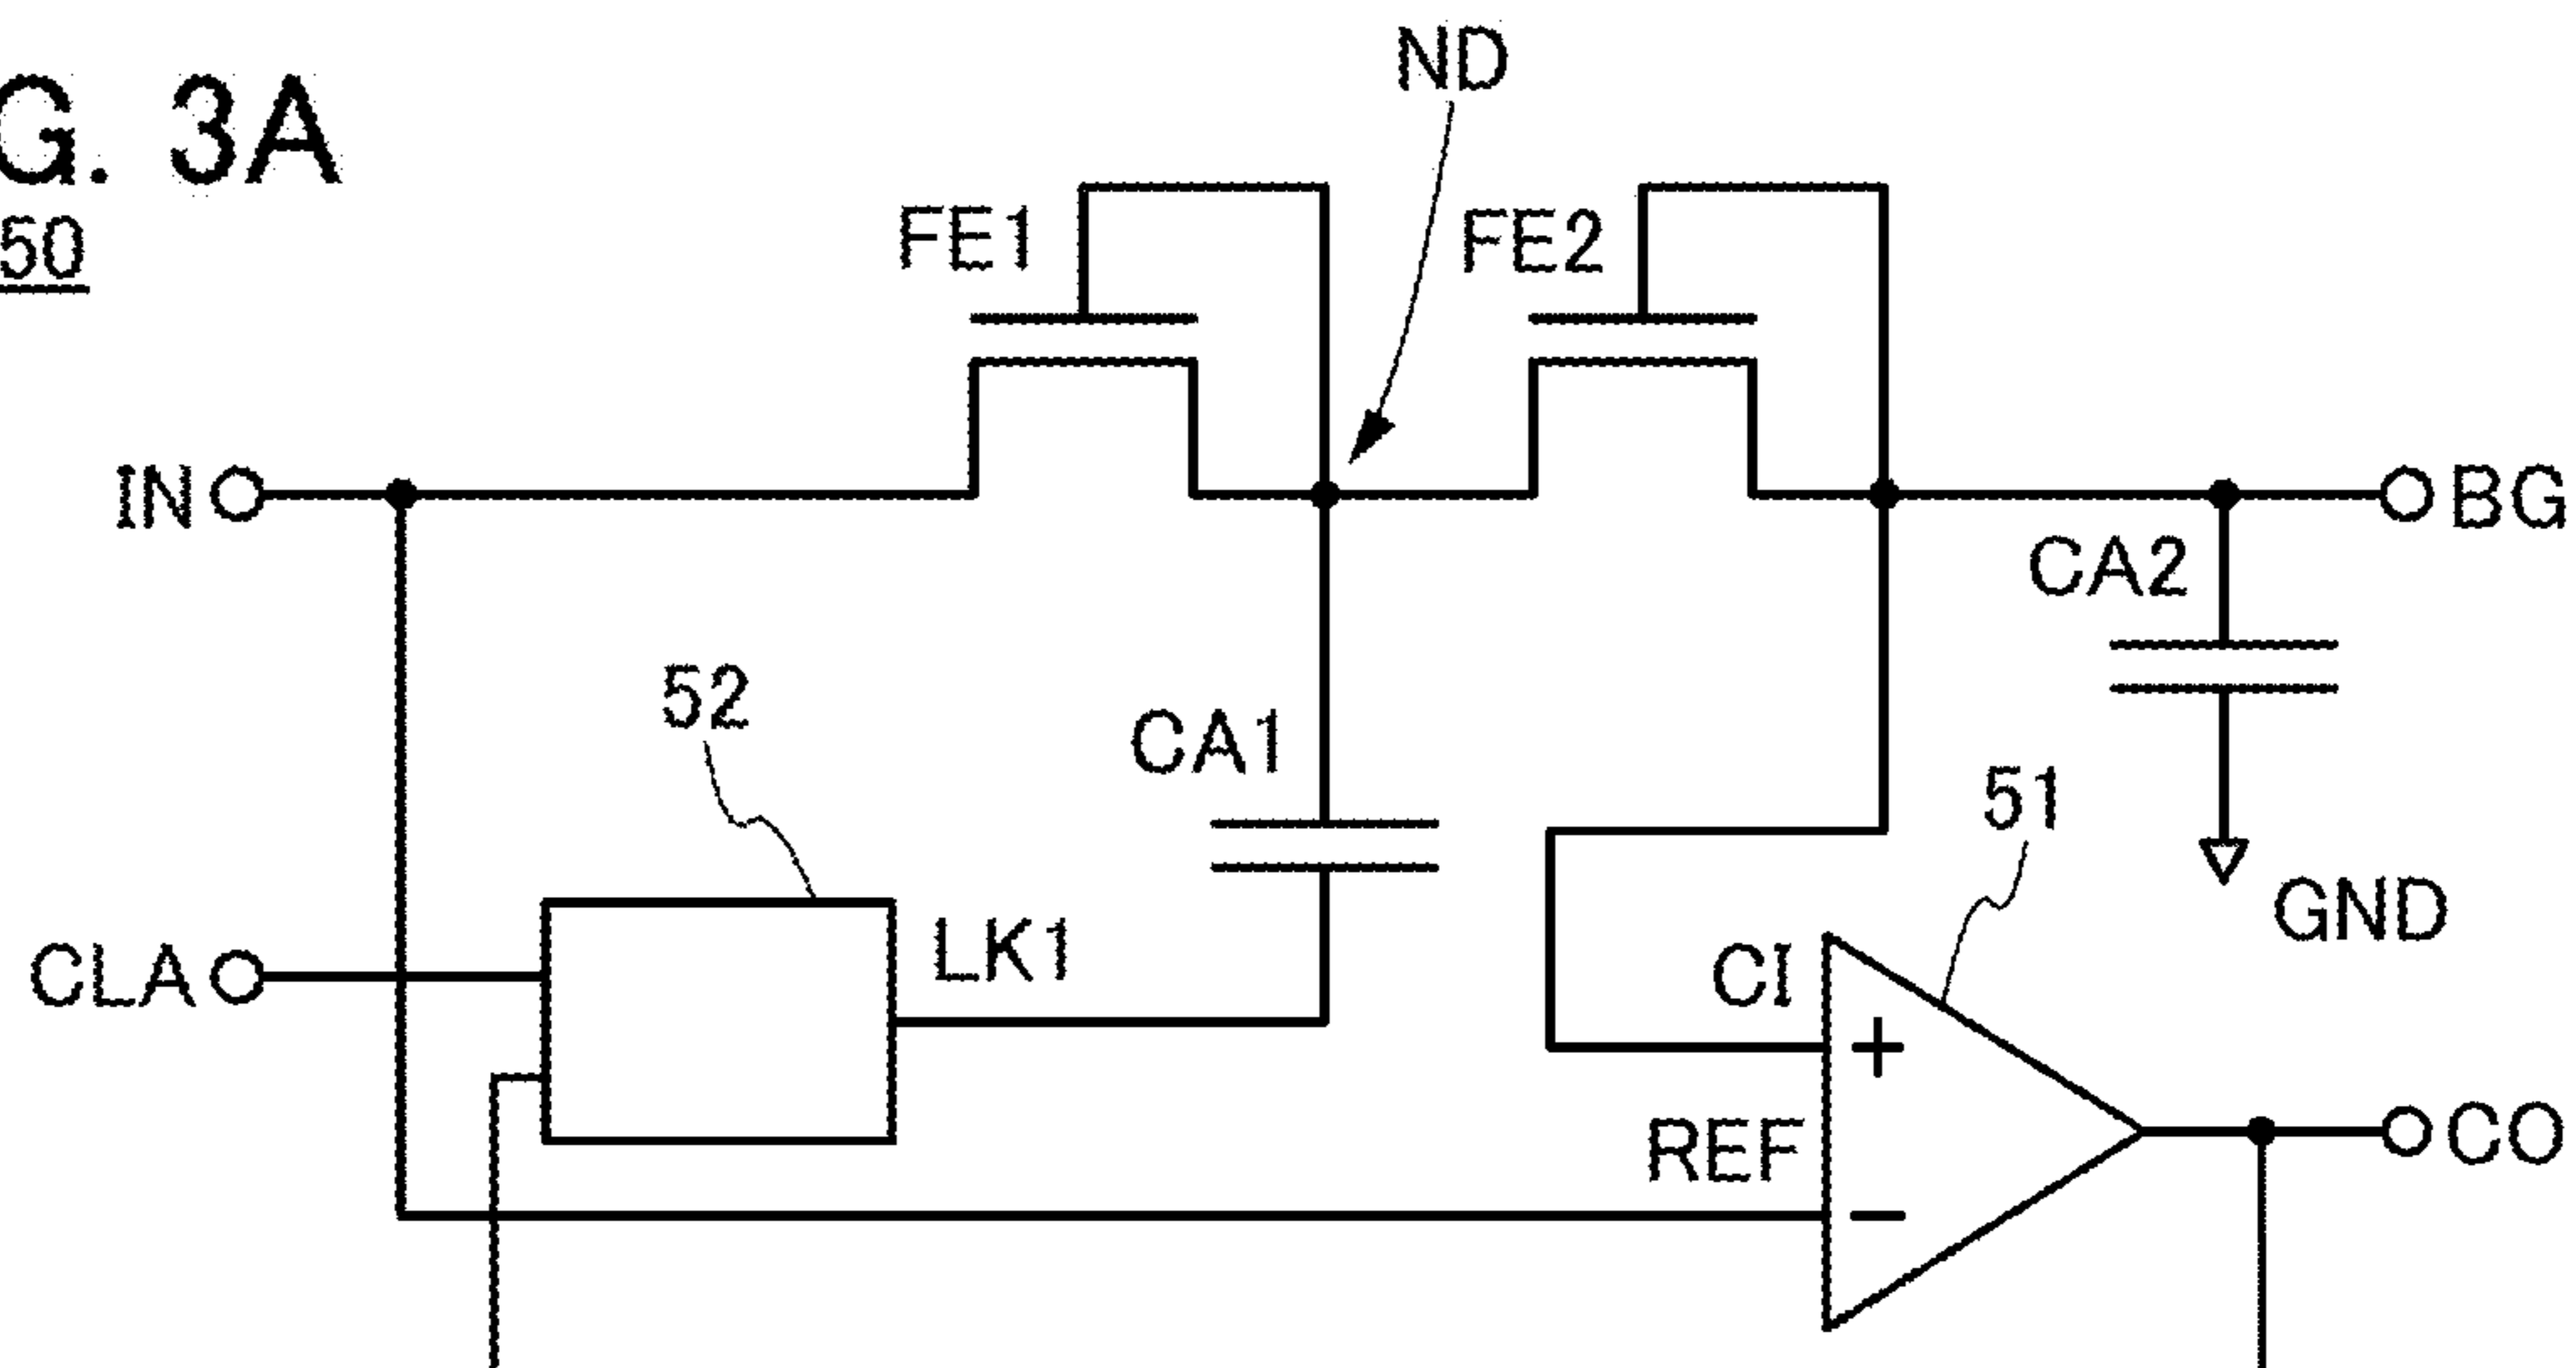 G. 3A
50
ND
FE1
FE2
IN
BG
CA2
52
CA1
51
GND
CLA
LK1
CI
+
REF
CO
−